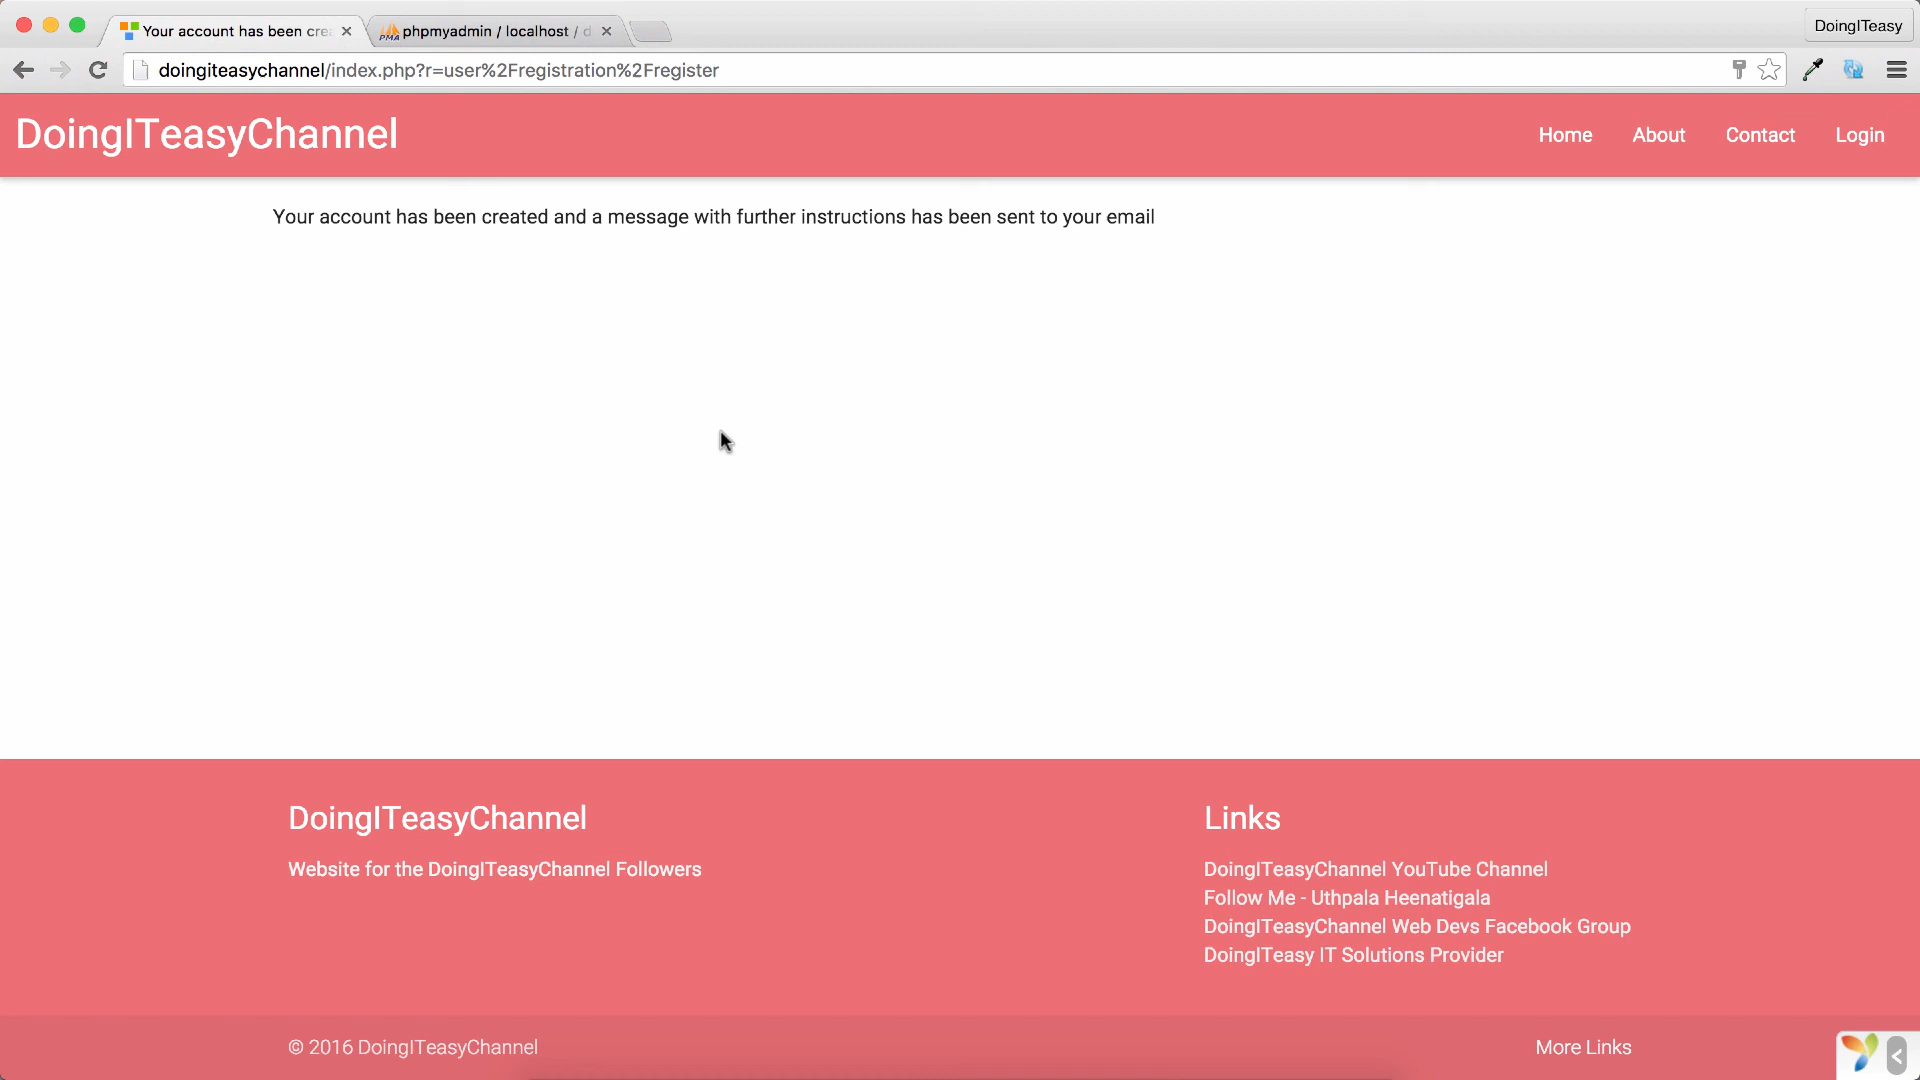 Your account has been crea
phpmyadmin / localhost / d
DoingITeasy
doingiteasychannel/index.php?r=user%2Fregistration%2Fregister
DoingITeasyChannel
Home
About
Contact
Login
Your account has been created and a message with further instructions has been sent to your email
DoingITeasyChannel
Website for the DoingITeasyChannel Followers
Links
DoingITeasyChannel YouTube Channel
Follow Me - Uthpala Heenatigala
DoingITeasyChannel Web Devs Facebook Group
DoingITeasy IT Solutions Provider
© 2016 DoingITeasyChannel
More Links